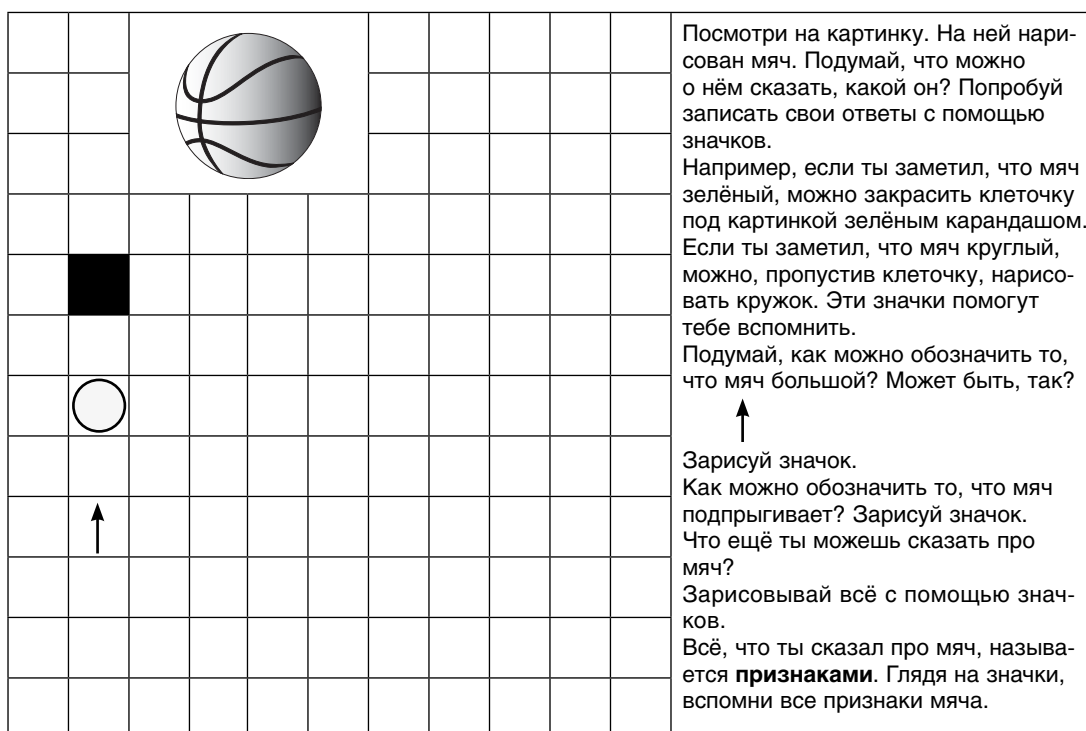 Посмотри на картинку. На ней нари-
сован мяч. Подумай, что можно
о нём сказать, какой он? Попробуй
записать свои ответы с помощью
значков.
Например, если ты заметил, что мяч
зелёный, можно закрасить клеточку
под картинкой зелёным карандашом.
Если ты заметил, что мяч круглый,
можно, пропустив клеточку, нарисо-
вать кружок. Эти значки помогут
тебе вспомнить.
Подумай, как можно обозначить то,
что мяч большой? Может быть, так?
Зарисуй значок.
Как можно обозначить то, что мяч
подпрыгивает? Зарисуй значок.
Что ещё ты можешь сказать про
мяч?
Зарисовывай всё с помощью знач-
ков.
Всё, что ты сказал про мяч, называ-
ется признаками. Глядя на значки,
вспомни все признаки мяча.